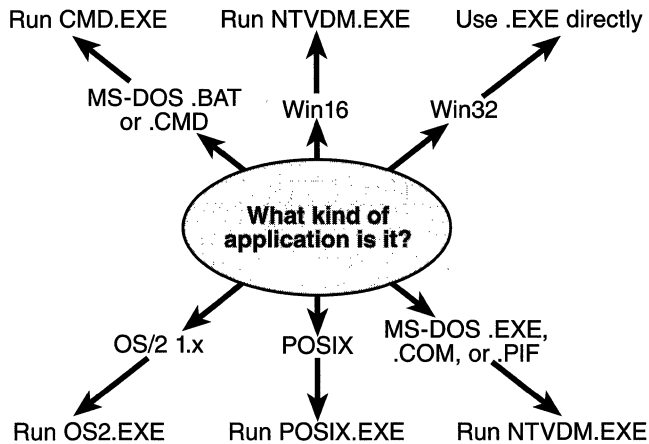 Run CMD.EXE
Run NTVDM.EXE
Use .EXE directly
MS-DOS .BAT
or .CMD
Win16
Win32
What kind of
application is it?
OS/2 1.x
POSIX
MS-DOS .EXE,
.COM, or .PIF
Run OS2.EXE
Run POSIX.EXE
Run NTVDM.EXE